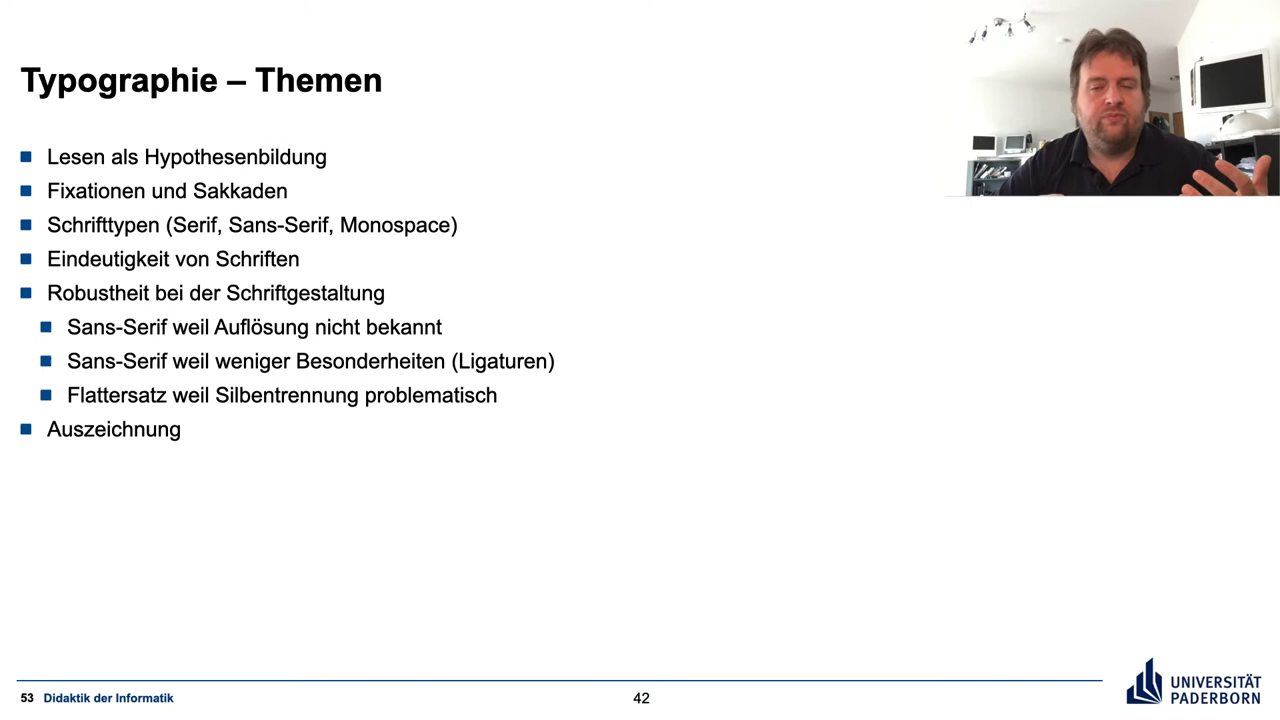 Typographie – Themen
Lesen als Hypothesenbildung
Fixationen und Sakkaden
Schrifttypen (Serif, Sans-Serif, Monospace)
Eindeutigkeit von Schriften
Robustheit bei der Schriftgestaltung
Sans-Serif weil Auflösung nicht bekannt
Sans-Serif weil weniger Besonderheiten (Ligaturen)
Flattersatz weil Silbentrennung problematisch
Auszeichnung
53 Didaktik der Informatik
42
UNIVERSITÄT
PADERBORN